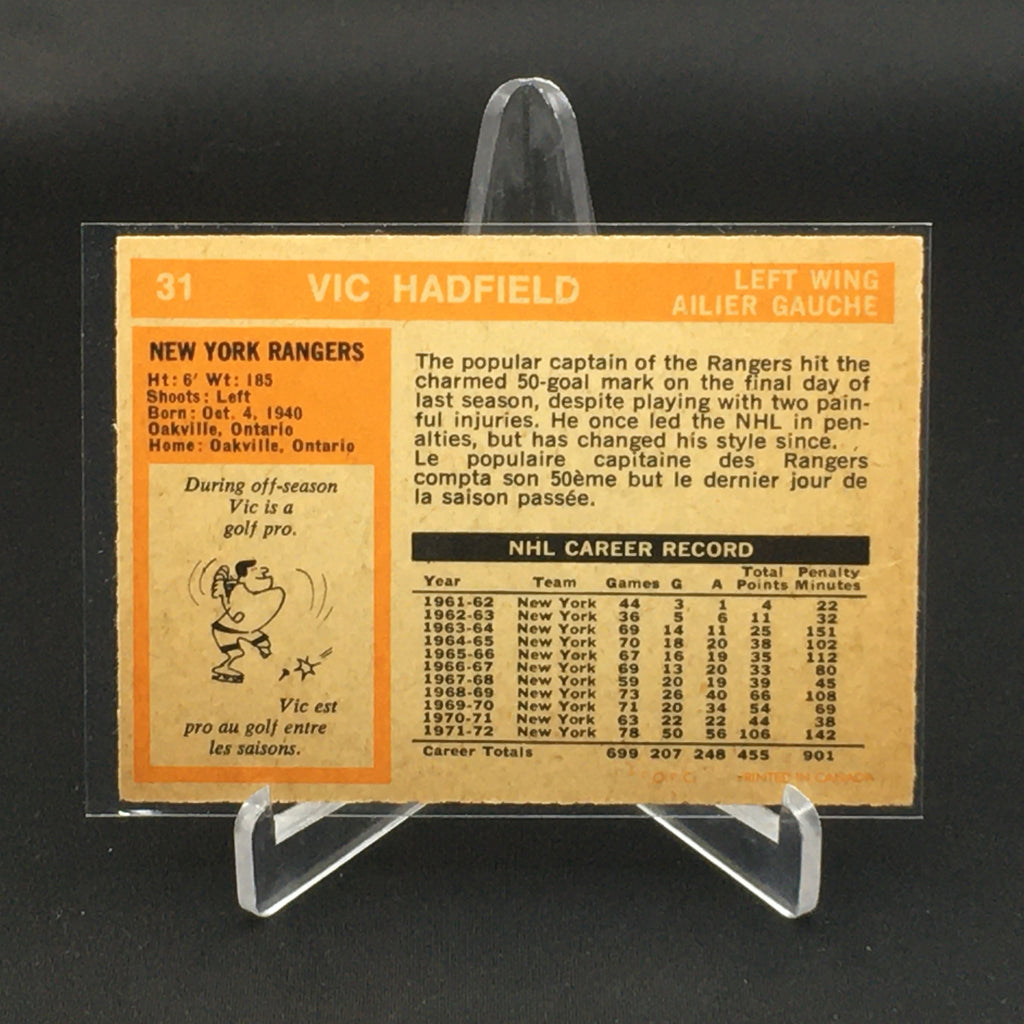 31 VIC HADFIELD LEFT WING
AILIER GAUCHE
NEW YORK RANGERS
Ht: 6' Wt: 185
Shoots: Left
Born: Oct. 4, 1940
Oakville, Ontario
Home: Oakville, Ontario
During off-season
Vic is a
golf pro.
Vic est
pro au golf entre
les saisons.
The popular captain of the Rangers hit the
charmed 50-goal mark on the final day of
last season, despite playing with two pain-
ful injuries. He once led the NHL in pen-
alties, but has changed his style since.
Le populaire capitaine des Rangers
compta son 50ème but le dernier jour de
la saison passée.
NHL CAREER RECORD
Year Team Games G A Total Points Penalty Minutes
1961-62 New York 44 3 1 4 22
1962-63 New York 36 5 6 11 32
1963-64 New York 69 14 11 25 151
1964-65 New York 70 18 20 38 102
1965-66 New York 67 16 19 35 112
1966-67 New York 69 13 20 33 80
1967-68 New York 59 20 19 39 45
1968-69 New York 73 26 40 66 108
1969-70 New York 71 20 34 54 69
1970-71 New York 63 22 22 44 38
1971-72 New York 78 50 56 106 142
Career Totals 699 207 248 455 901
PRINTED IN CANADA